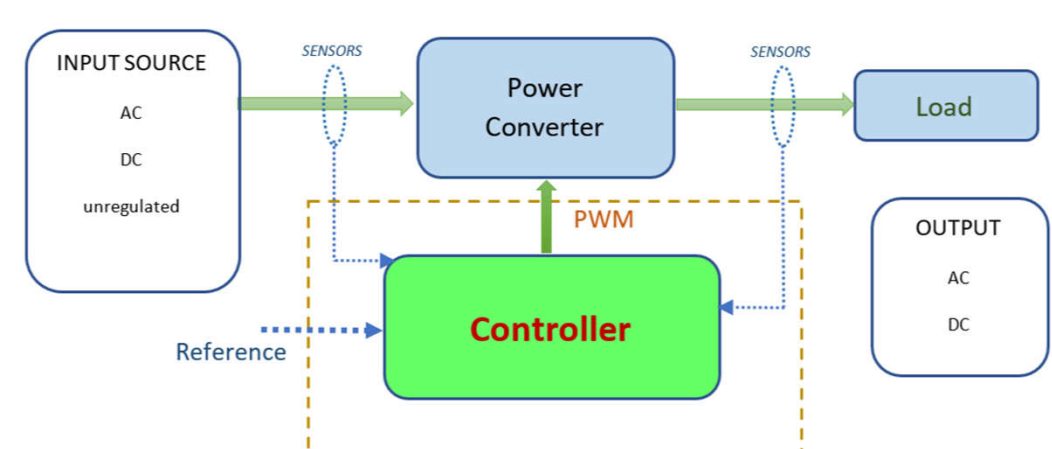 INPUT SOURCE
AC
DC
unregulated
SENSORS
Power
Converter
SENSORS
Load
PWM
Controller
Reference
OUTPUT
AC
DC